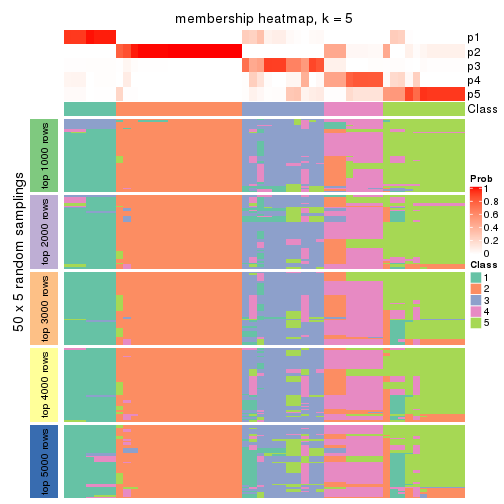 membership heatmap, k = 5
p1
p2
p3
p4
p5
Class
50 x 5 random samplings
top 1000 rows
top 2000 rows
top 3000 rows
top 4000 rows
top 5000 rows
Prob
1
0.8
0.6
0.4
0.2
0
Class
1
2
3
4
5